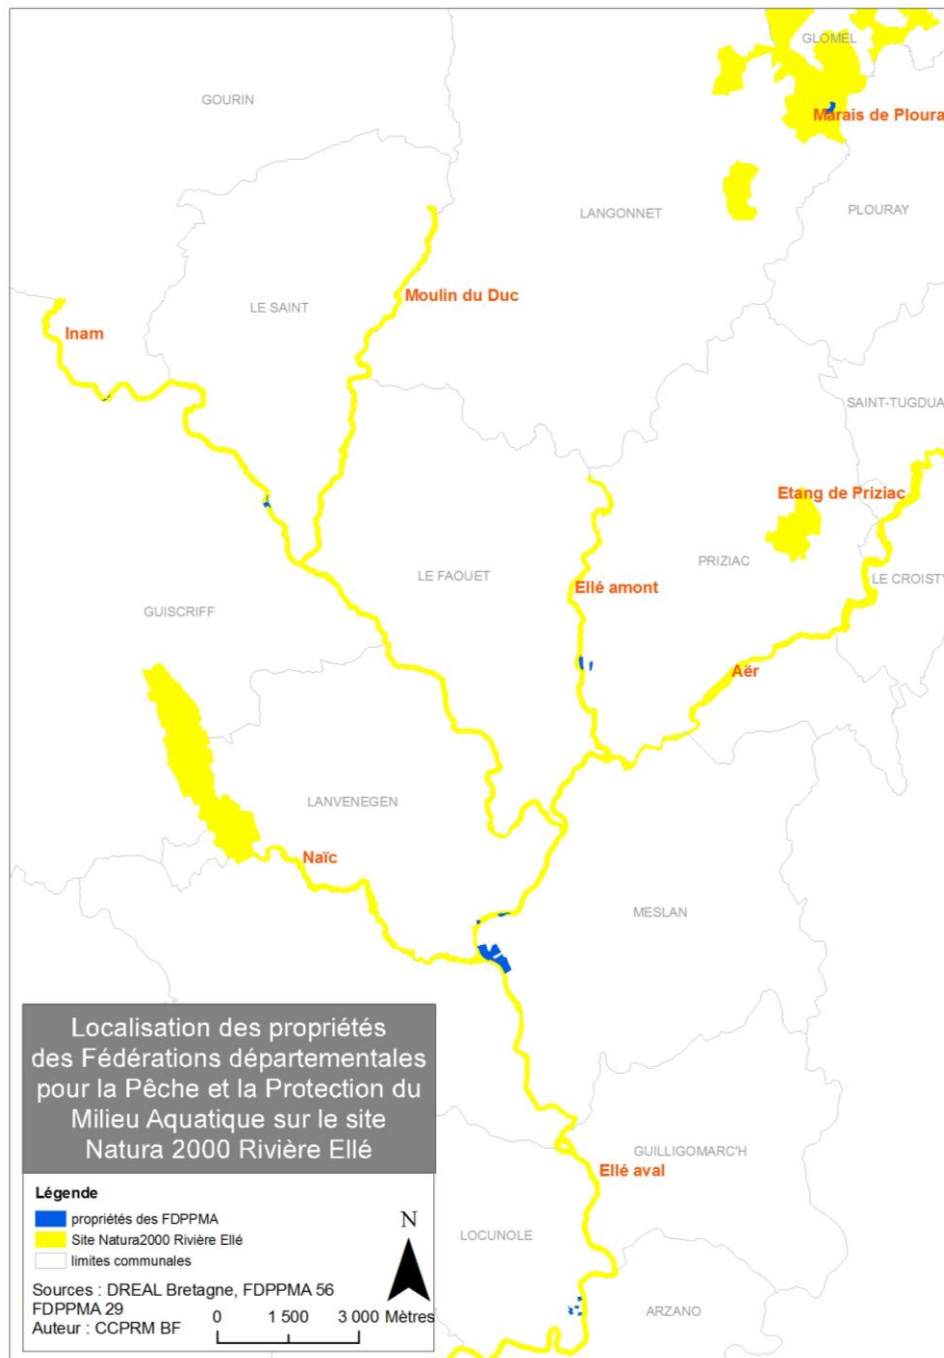 GLOMEL
GOURIN
Marais de Ploura
LANGONNET
PLOURAY
Moulin du Duc
LE SAINT
Inam
SAINT-TUGDUA
Etang de Priziac
PRIZIAC
LE FAOUET
LE CROISTY
Ellé amont
GUISCRIFF
Aër
LANVENEGEN
Naïc
MESLAN
Localisation des propriétés
des Fédérations départementales
pour la Pêche et la Protection du
Milieu Aquatique sur le site
Natura 2000 Rivière Ellé
GUILLIGOMARC'H
Ellé aval
LOCUNOLE
ARZANO
Légende
propriétés des FDPPMA
Site Natura2000 Rivière Ellé
limites communales
N
Sources : DREAL Bretagne, FDPPMA 56
FDPPMA 29
Auteur : CCPRM BF
0 1 500 3 000 Mètres